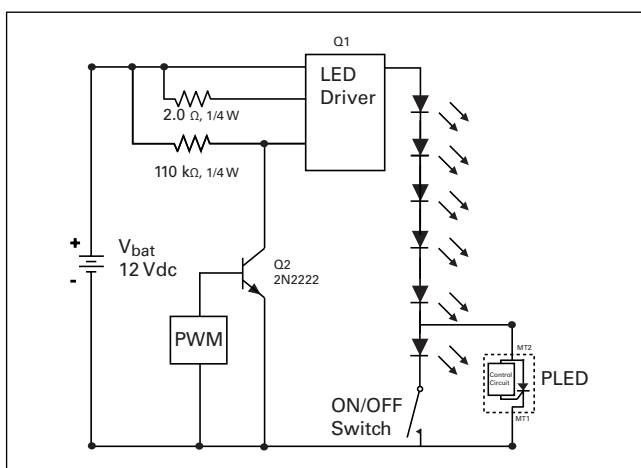 Q1
LED
Driver
2.0 Ω, 1/4 W
110 kΩ, 1/4 W
+
Vbat
12 Vdc
-
Q2
2N2222
PWM
MT2
Control
Circuit
PLED
MT1
ON/OFF
Switch